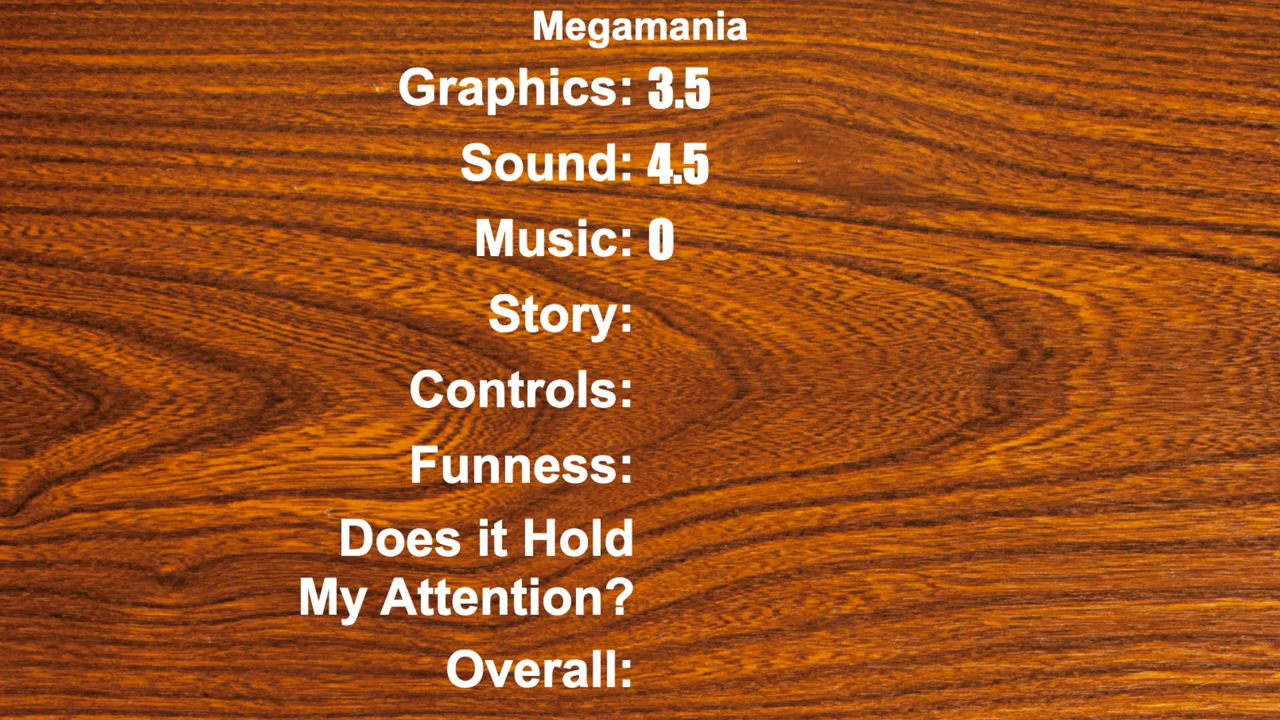 Megamania
Graphics: 3.5
Sound: 4.5
Music: 0
Story:
Controls:
Funness:
Does it Hold
My Attention?
Overall: